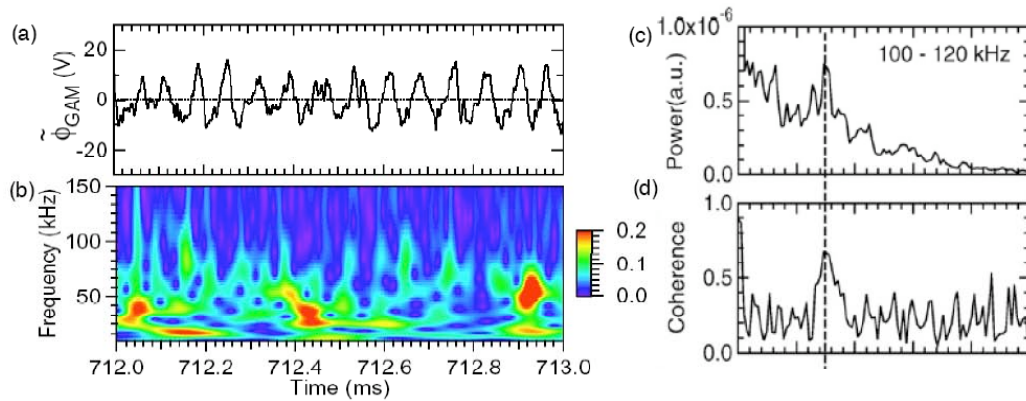 (a)
20
0
-20
ϕ̃GAM (V)
(b)
150
100
50
Frequency (kHz)
712.0 712.2 712.4 712.6 712.8 713.0
Time (ms)
0.2
0.1
0.0
(c)
1.0x10-6
0.5
0.0
Power(a.u.)
100 - 120 kHz
(d)
1.0
0.5
0.0
Coherence